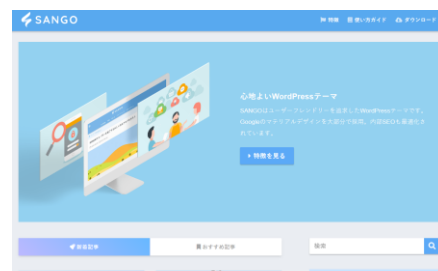 SANGO
特徴 使い方ガイド ダウンロード
心地よいWordPressテーマ
SANGOはユーザーフレンドリーを追求したWordPressテーマです。
Googleのマテリアルデザインを大部分で採用。内部SEOも最適化さ
れています。
特徴を見る
新着記事 おすすめ記事 検索